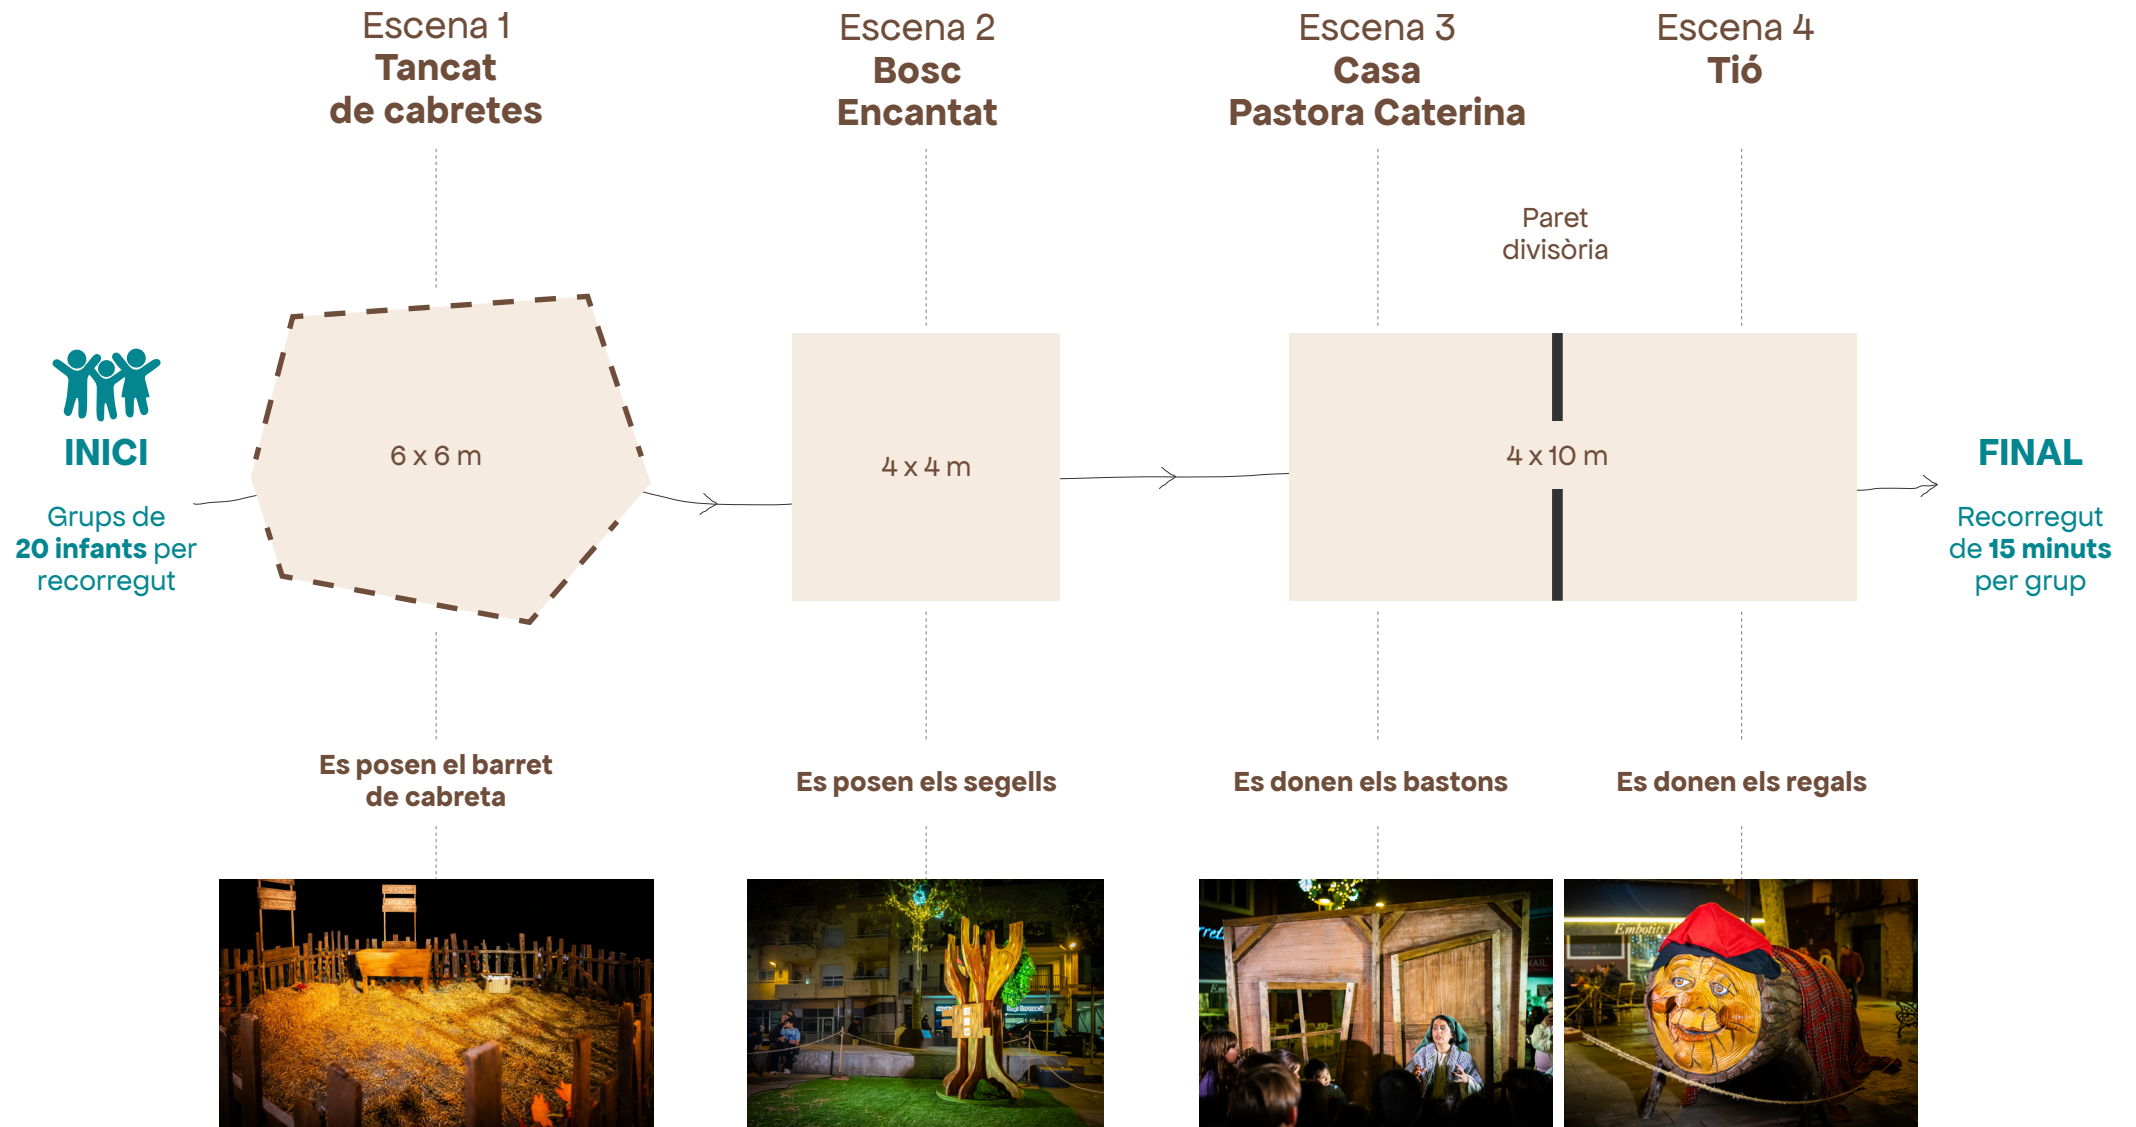 Escena 1
Tancat
de cabretes
Escena 2
Bosc
Encantat
Escena 3
Casa
Pastora Caterina
Escena 4
Tió
Paret
divisòria
INICI
Grups de
20 infants per
recorregut
6 x 6 m
4 x 4 m
4 x 10 m
FINAL
Recorregut
de 15 minuts
per grup
Es posen el barret
de cabreta
Es posen els segells
Es donen els bastons
Es donen els regals
Embotits